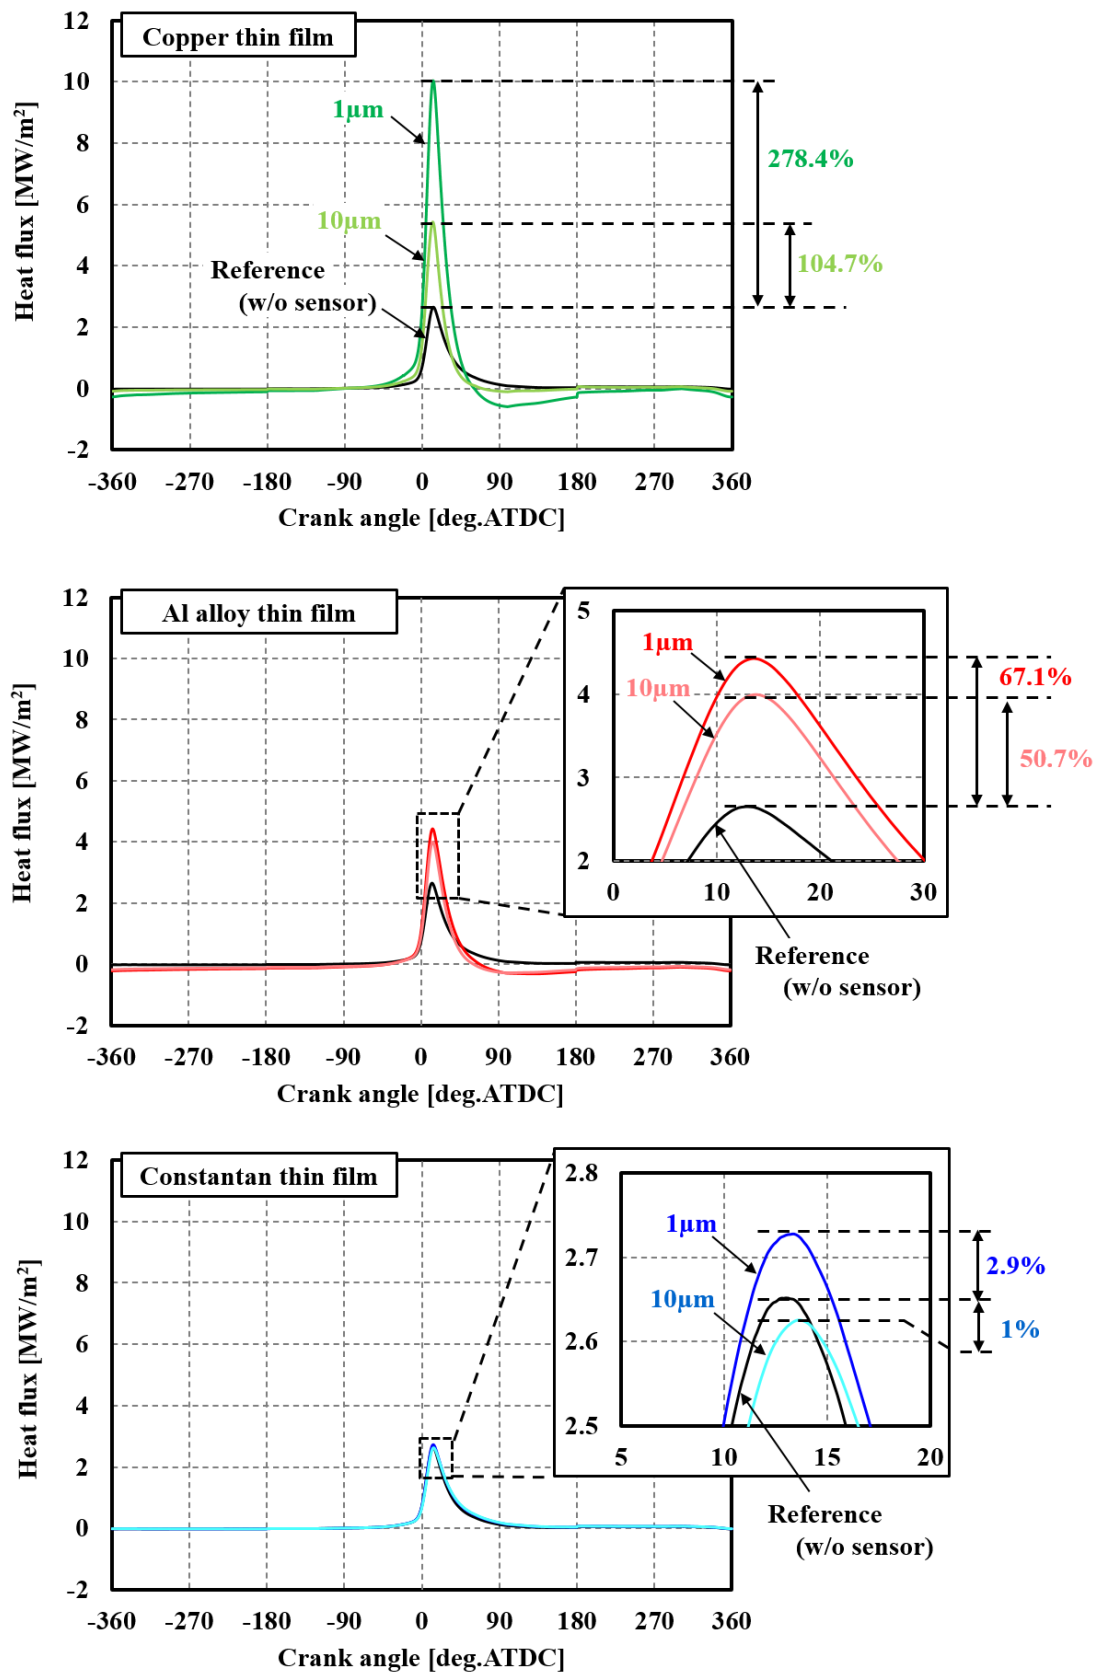 Copper thin film
12
10
8
6
4
2
0
-2
Heat flux [MW/m²]
1μm
10μm
Reference
(w/o sensor)
278.4%
104.7%
-360 -270 -180 -90 0 90 180 270 360
Crank angle [deg.ATDC]
Al alloy thin film
12
10
8
6
4
2
0
-2
Heat flux [MW/m²]
5
4
3
2
1μm
10μm
67.1%
50.7%
0 10 20 30
Reference
(w/o sensor)
-360 -270 -180 -90 0 90 180 270 360
Crank angle [deg.ATDC]
Constantan thin film
12
10
8
6
4
2
0
-2
Heat flux [MW/m²]
2.8
2.7
2.6
2.5
1μm
10μm
2.9%
1%
5 10 15 20
Reference
(w/o sensor)
-360 -270 -180 -90 0 90 180 270 360
Crank angle [deg.ATDC]